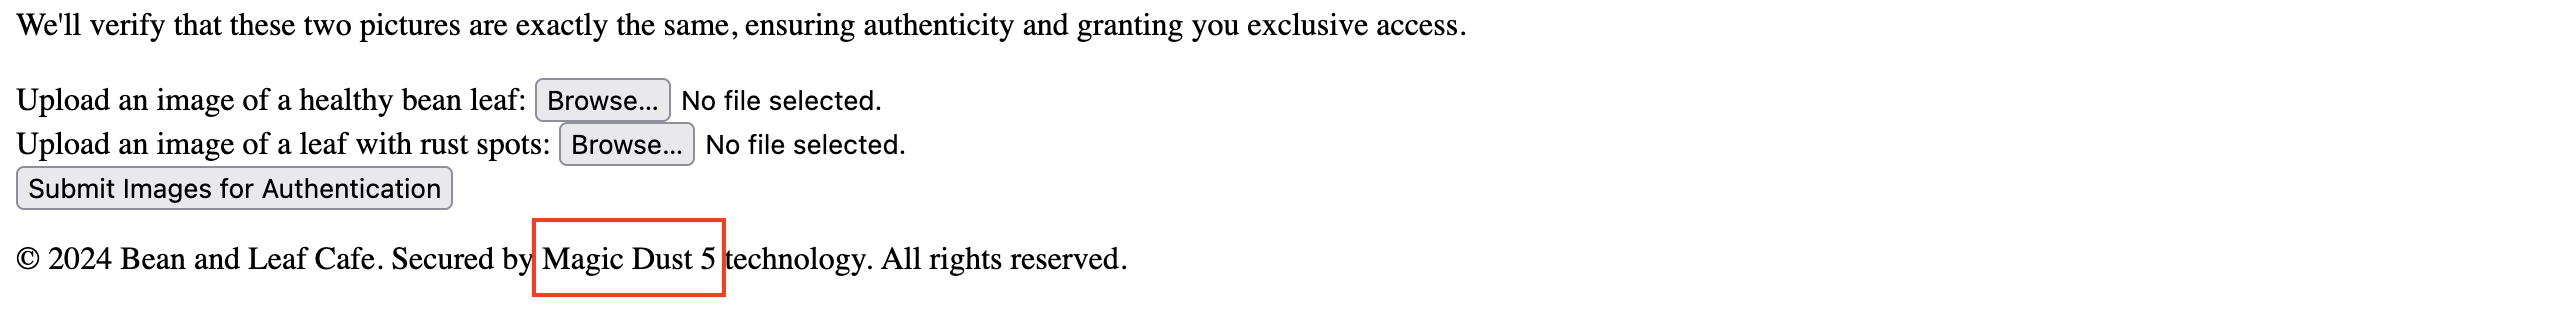 We'll verify that these two pictures are exactly the same, ensuring authenticity and granting you exclusive access.
Upload an image of a healthy bean leaf: Browse... No file selected.
Upload an image of a leaf with rust spots: Browse... No file selected.
Submit Images for Authentication
© 2024 Bean and Leaf Cafe. Secured by Magic Dust 5 technology. All rights reserved.